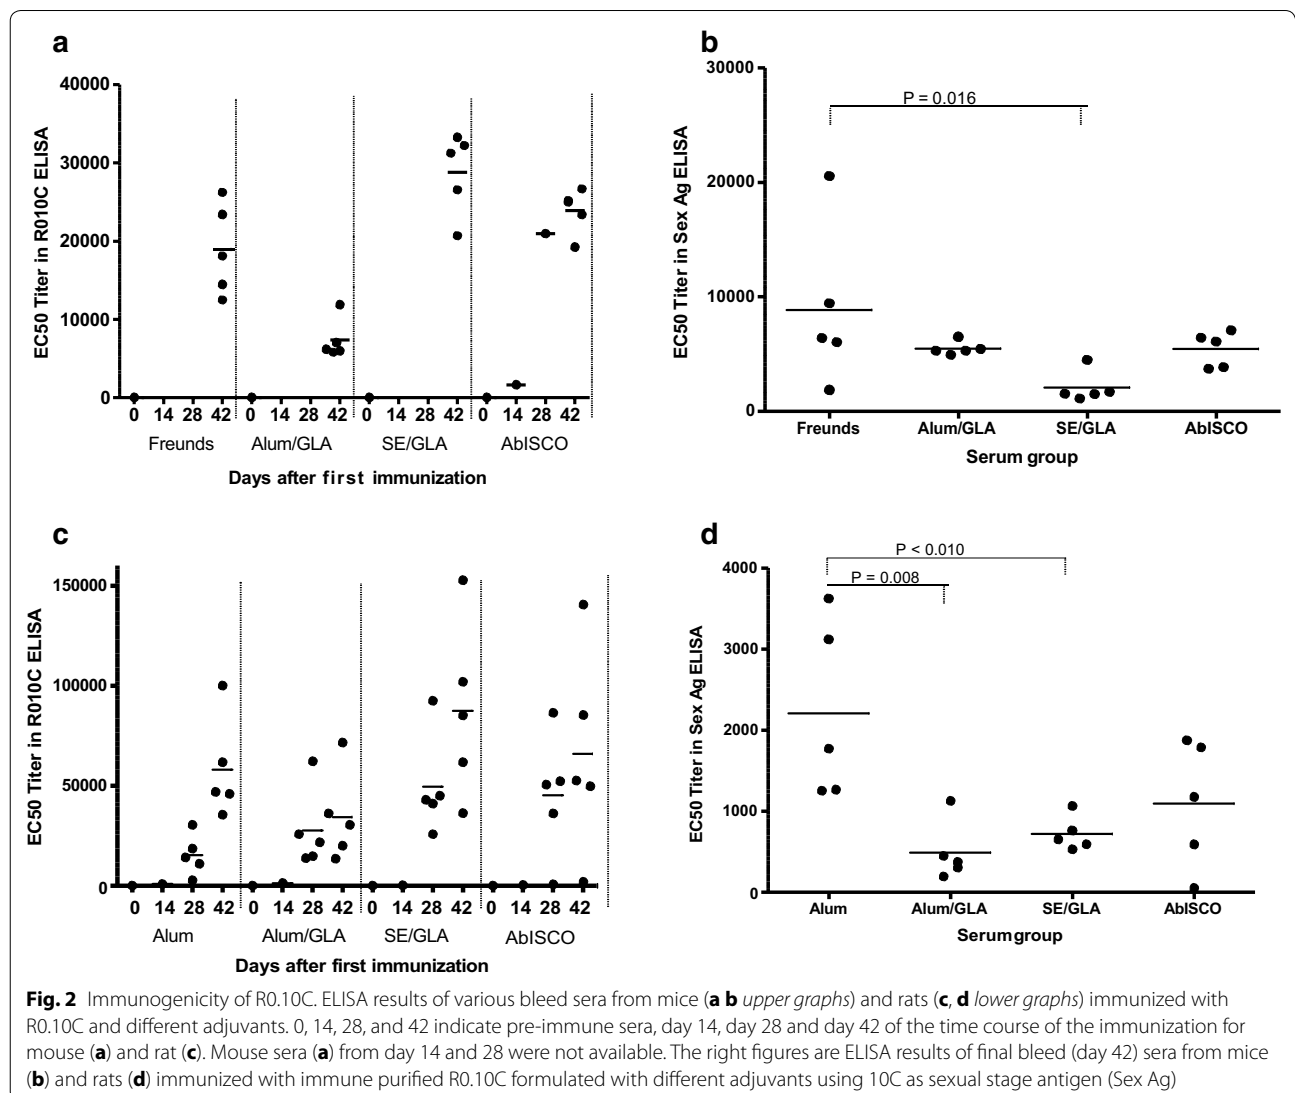 a
40000
30000
20000
10000
0
EC50 Titer in R010C ELISA
0 14 28 42 0 14 28 42 0 14 28 42 0 14 28 42
Freunds Alum/GLA SE/GLA AbISCO
Days after first immunization
b
30000
20000
10000
0
EC50 Titer in Sex Ag ELISA
P = 0.016
Freunds Alum/GLA SE/GLA AbISCO
Serum group
c
150000
100000
50000
0
EC50 Titer in R010C ELISA
0 14 28 42 0 14 28 42 0 14 28 42 0 14 28 42
Alum Alum/GLA SE/GLA AbISCO
Days after first immunization
d
4000
3000
2000
1000
0
EC50 Titer in Sex Ag ELISA
P < 0.010
P = 0.008
Alum Alum/GLA SE/GLA AbISCO
Serumgroup
Fig. 2 Immunogenicity of R0.10C. ELISA results of various bleed sera from mice (a b upper graphs) and rats (c, d lower graphs) immunized with
R0.10C and different adjuvants. 0, 14, 28, and 42 indicate pre-immune sera, day 14, day 28 and day 42 of the time course of the immunization for
mouse (a) and rat (c). Mouse sera (a) from day 14 and 28 were not available. The right figures are ELISA results of final bleed (day 42) sera from mice
(b) and rats (d) immunized with immune purified R0.10C formulated with different adjuvants using 10C as sexual stage antigen (Sex Ag)